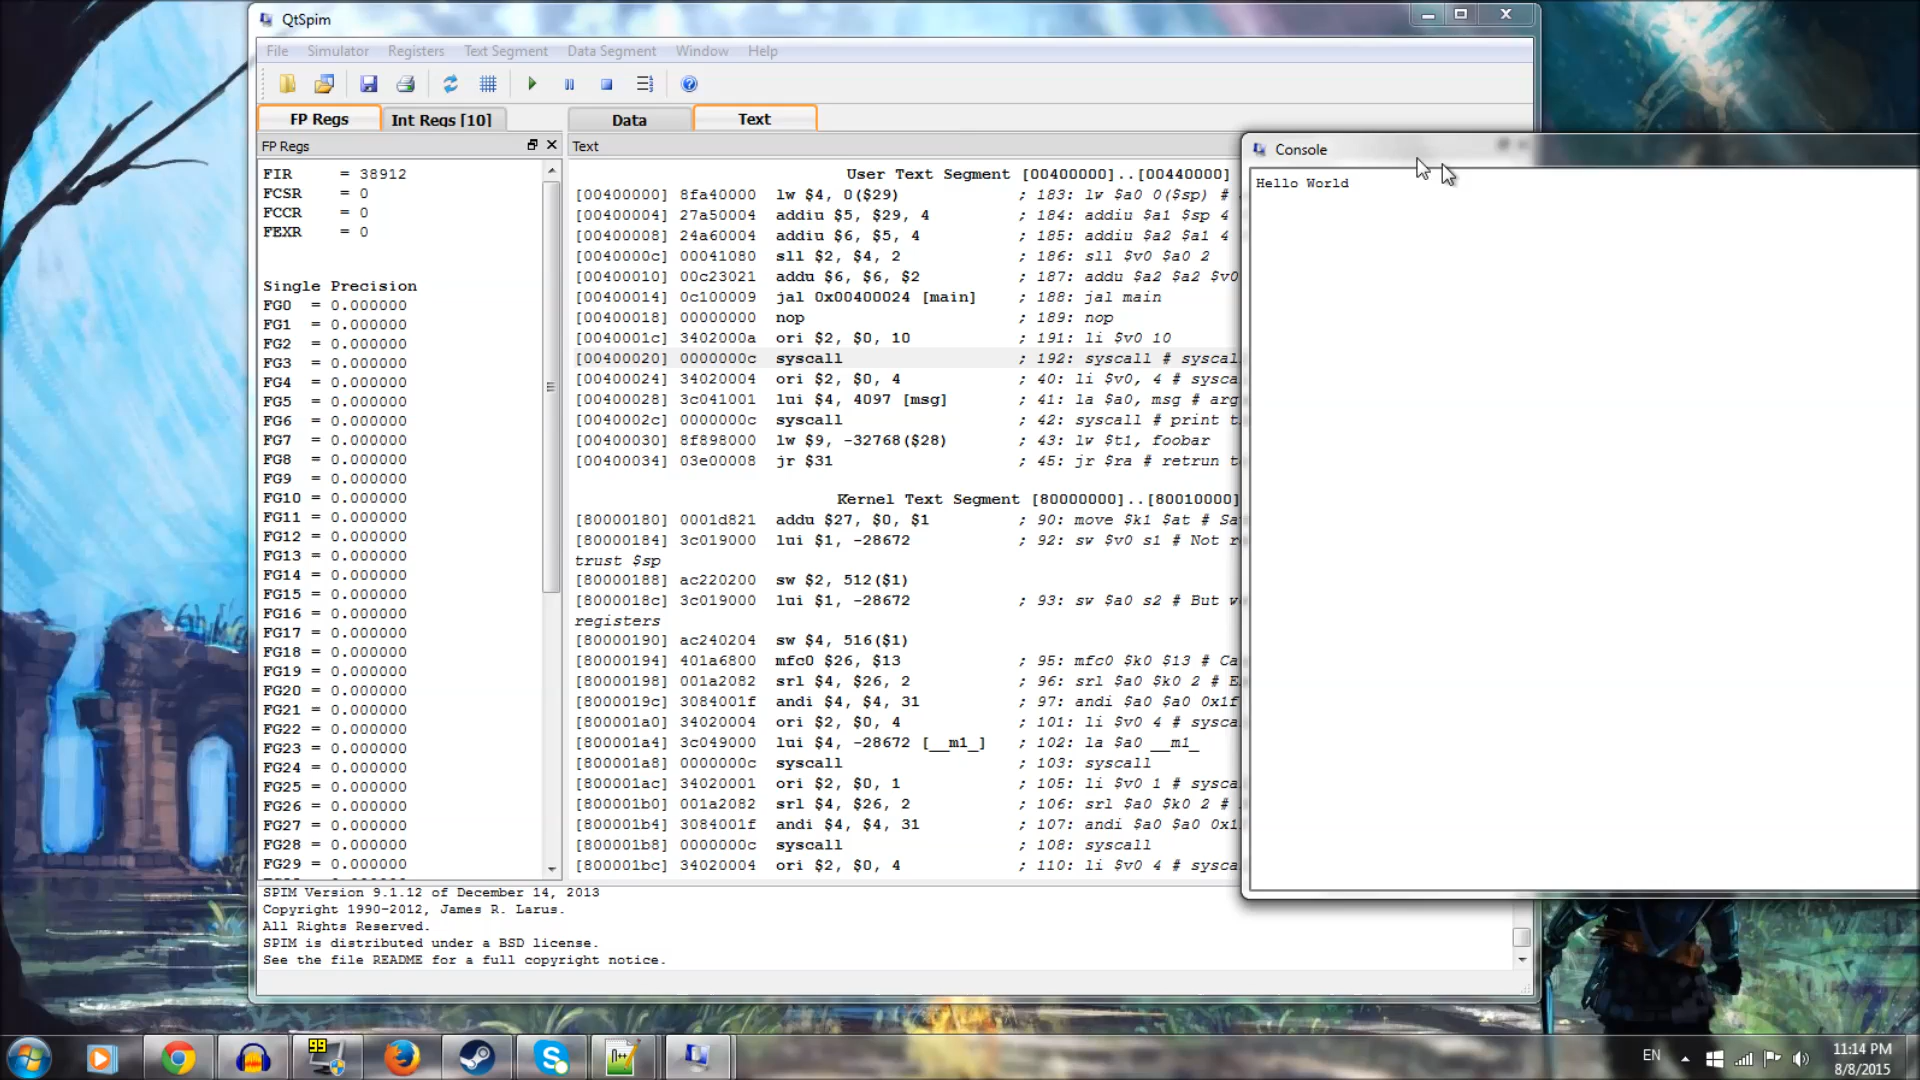 QtSpim
File Simulator Registers Text Segment Data Segment Window Help
FP Regs Int Regs [10] Data Text
FP Regs
Text
FIR = 38912
FCSR = 0
FCCR = 0
FEXR = 0
Single Precision
FG0 = 0.000000
FG1 = 0.000000
FG2 = 0.000000
FG3 = 0.000000
FG4 = 0.000000
FG5 = 0.000000
FG6 = 0.000000
FG7 = 0.000000
FG8 = 0.000000
FG9 = 0.000000
FG10 = 0.000000
FG11 = 0.000000
FG12 = 0.000000
FG13 = 0.000000
FG14 = 0.000000
FG15 = 0.000000
FG16 = 0.000000
FG17 = 0.000000
FG18 = 0.000000
FG19 = 0.000000
FG20 = 0.000000
FG21 = 0.000000
FG22 = 0.000000
FG23 = 0.000000
FG24 = 0.000000
FG25 = 0.000000
FG26 = 0.000000
FG27 = 0.000000
FG28 = 0.000000
FG29 = 0.000000
User Text Segment [00400000]..[00440000]
[00400000] 8fa40000 lw $4, 0($29) ; 183: lw $a0 0($sp) #
[00400004] 27a50004 addiu $5, $29, 4 ; 184: addiu $a1 $sp 4
[00400008] 24a60004 addiu $6, $5, 4 ; 185: addiu $a2 $a1 4
[0040000c] 00041080 sll $2, $4, 2 ; 186: sll $v0 $a0 2
[00400010] 00c23021 addu $6, $6, $2 ; 187: addu $a2 $a2 $v0
[00400014] 0c100009 jal 0x00400024 [main] ; 188: jal main
[00400018] 00000000 nop ; 189: nop
[0040001c] 3402000a ori $2, $0, 10 ; 191: li $v0 10
[00400020] 0000000c syscall ; 192: syscall # syscal
[00400024] 34020004 ori $2, $0, 4 ; 40: li $v0, 4 # sysca
[00400028] 3c041001 lui $4, 4097 [msg] ; 41: la $a0, msg # arg
[0040002c] 0000000c syscall ; 42: syscall # print t
[00400030] 8f898000 lw $9, -32768($28) ; 43: lw $t1, foobar
[00400034] 03e00008 jr $31 ; 45: jr $ra # retrun t
Kernel Text Segment [80000000]..[80010000]
[80000180] 0001d821 addu $27, $0, $1 ; 90: move $k1 $at # Sa
[80000184] 3c019000 lui $1, -28672 ; 92: sw $v0 s1 # Not r
trust $sp
[80000188] ac220200 sw $2, 512($1)
[8000018c] 3c019000 lui $1, -28672 ; 93: sw $a0 s2 # But w
registers
[80000190] ac240204 sw $4, 516($1)
[80000194] 401a6800 mfc0 $26, $13 ; 95: mfc0 $k0 $13 # Ca
[80000198] 001a2082 srl $4, $26, 2 ; 96: srl $a0 $k0 2 # E
[8000019c] 3084001f andi $4, $4, 31 ; 97: andi $a0 $a0 0x1f
[800001a0] 34020004 ori $2, $0, 4 ; 101: li $v0 4 # sysca
[800001a4] 3c049000 lui $4, -28672 [__m1_] ; 102: la $a0 __m1_
[800001a8] 0000000c syscall ; 103: syscall
[800001ac] 34020001 ori $2, $0, 1 ; 105: li $v0 1 # sysca
[800001b0] 001a2082 srl $4, $26, 2 ; 106: srl $a0 $k0 2 #
[800001b4] 3084001f andi $4, $4, 31 ; 107: andi $a0 $a0 0x1
[800001b8] 0000000c syscall ; 108: syscall
[800001bc] 34020004 ori $2, $0, 4 ; 110: li $v0 4 # sysca
Console
Hello World
SPIM Version 9.1.12 of December 14, 2013
Copyright 1990-2012, James R. Larus.
All Rights Reserved.
SPIM is distributed under a BSD license.
See the file README for a full copyright notice.
99
EN
11:14 PM
8/8/2015